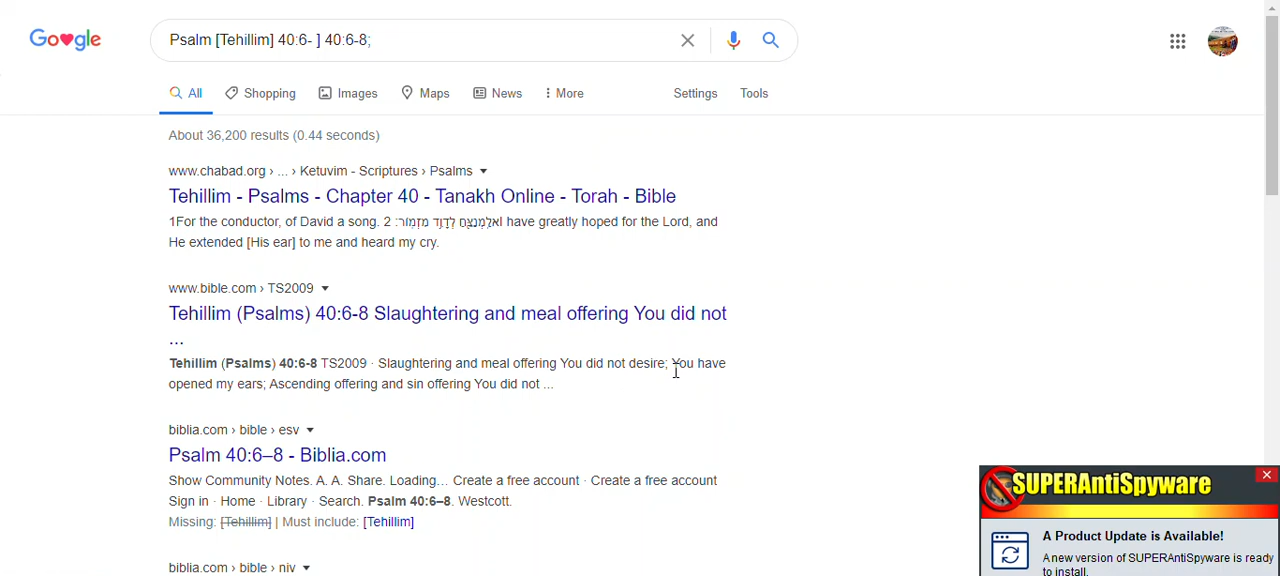 Google
Psalm [Tehillim] 40:6- ] 40:6-8;
All Shopping Images Maps News More Settings Tools
About 36,200 results (0.44 seconds)
www.chabad.org › ... › Ketuvim - Scriptures › Psalms
Tehillim - Psalms - Chapter 40 - Tanakh Online - Torah - Bible
1For the conductor, of David a song. 2 :אלַֽמְנַצֵּ֗חַ לְדָוִ֥ד מִזְמֽוֹרI have greatly hoped for the Lord, and
He extended [His ear] to me and heard my cry.
www.bible.com › TS2009
Tehillim (Psalms) 40:6-8 Slaughtering and meal offering You did not
...
Tehillim (Psalms) 40:6-8 TS2009 · Slaughtering and meal offering You did not desire; You have
opened my ears; Ascending offering and sin offering You did not ...
biblia.com › bible › esv
Psalm 40:6–8 - Biblia.com
Show Community Notes. A. A. Share. Loading... Create a free account · Create a free account
Sign in · Home · Library · Search. Psalm 40:6–8. Westcott.
Missing: [Tehillim] | Must include: [Tehillim]
biblia.com › bible › niv
SUPERAntiSpyware
A Product Update is Available!
A new version of SUPERAntiSpyware is ready
to install.